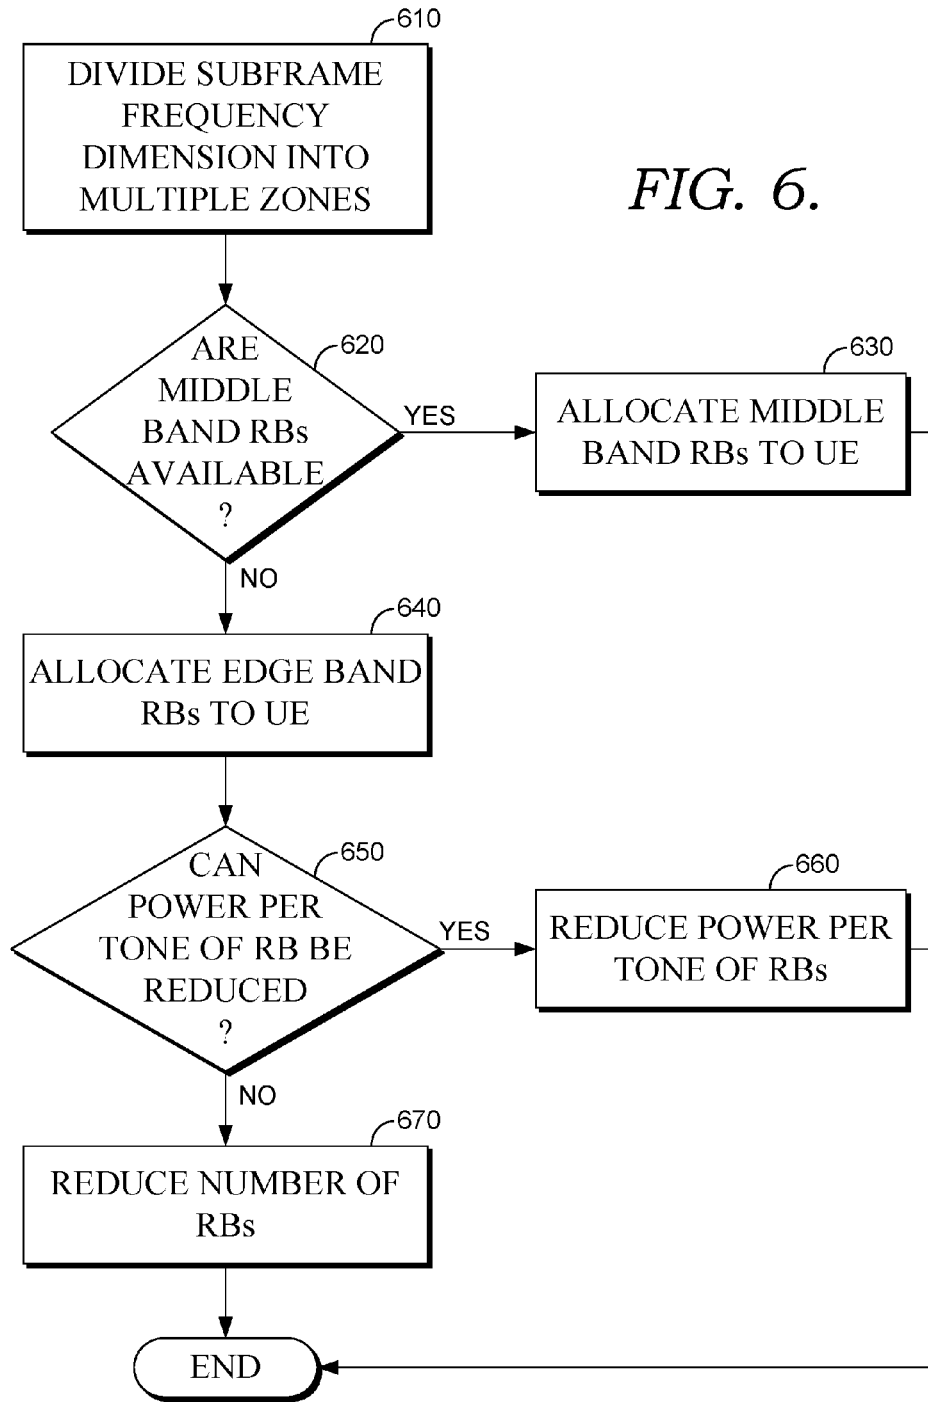 610
DIVIDE SUBFRAME
FREQUENCY
DIMENSION INTO
MULTIPLE ZONES
FIG. 6.
620
ARE
MIDDLE
BAND RBs
AVAILABLE
?
YES
630
ALLOCATE MIDDLE
BAND RBs TO UE
NO
640
ALLOCATE EDGE BAND
RBs TO UE
650
CAN
POWER PER
TONE OF RB BE
REDUCED
?
YES
660
REDUCE POWER PER
TONE OF RBs
NO
670
REDUCE NUMBER OF
RBs
END